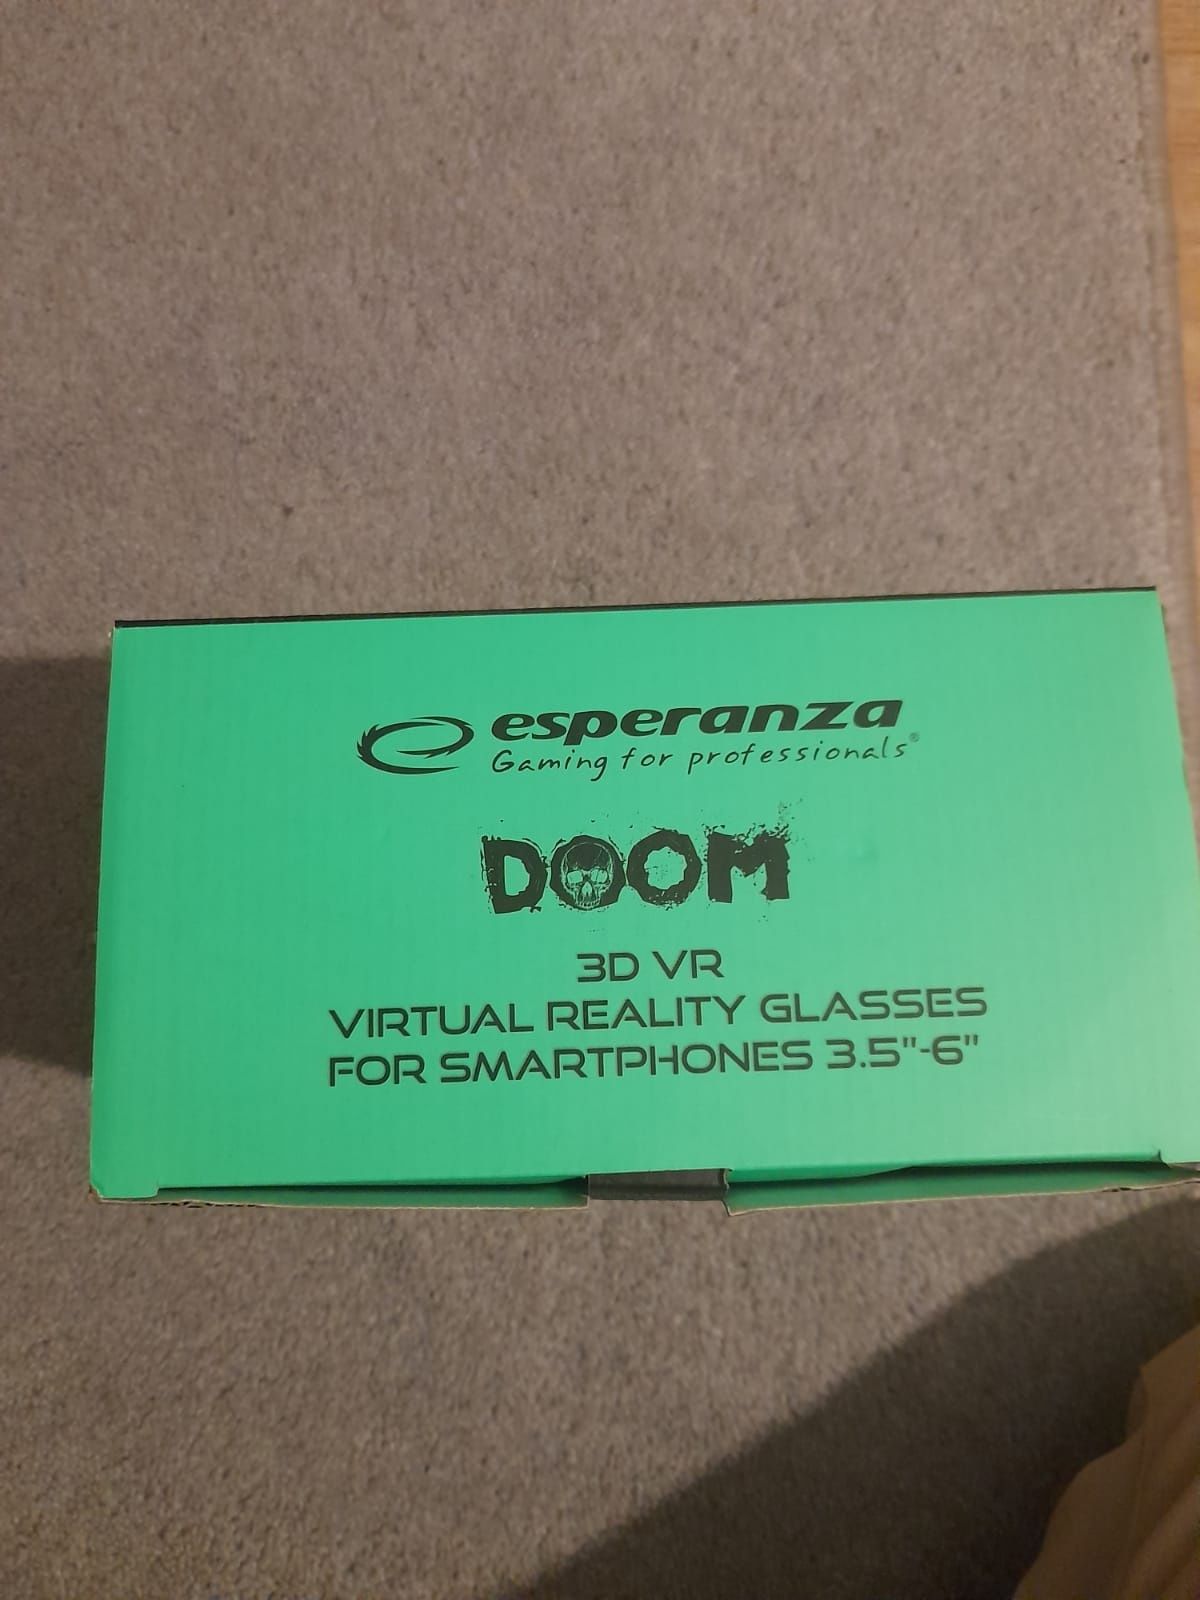 esperanza
Gaming for professionals®
DOOM
3D VR
VIRTUAL REALITY GLASSES
FOR SMARTPHONES 3.5"-6"